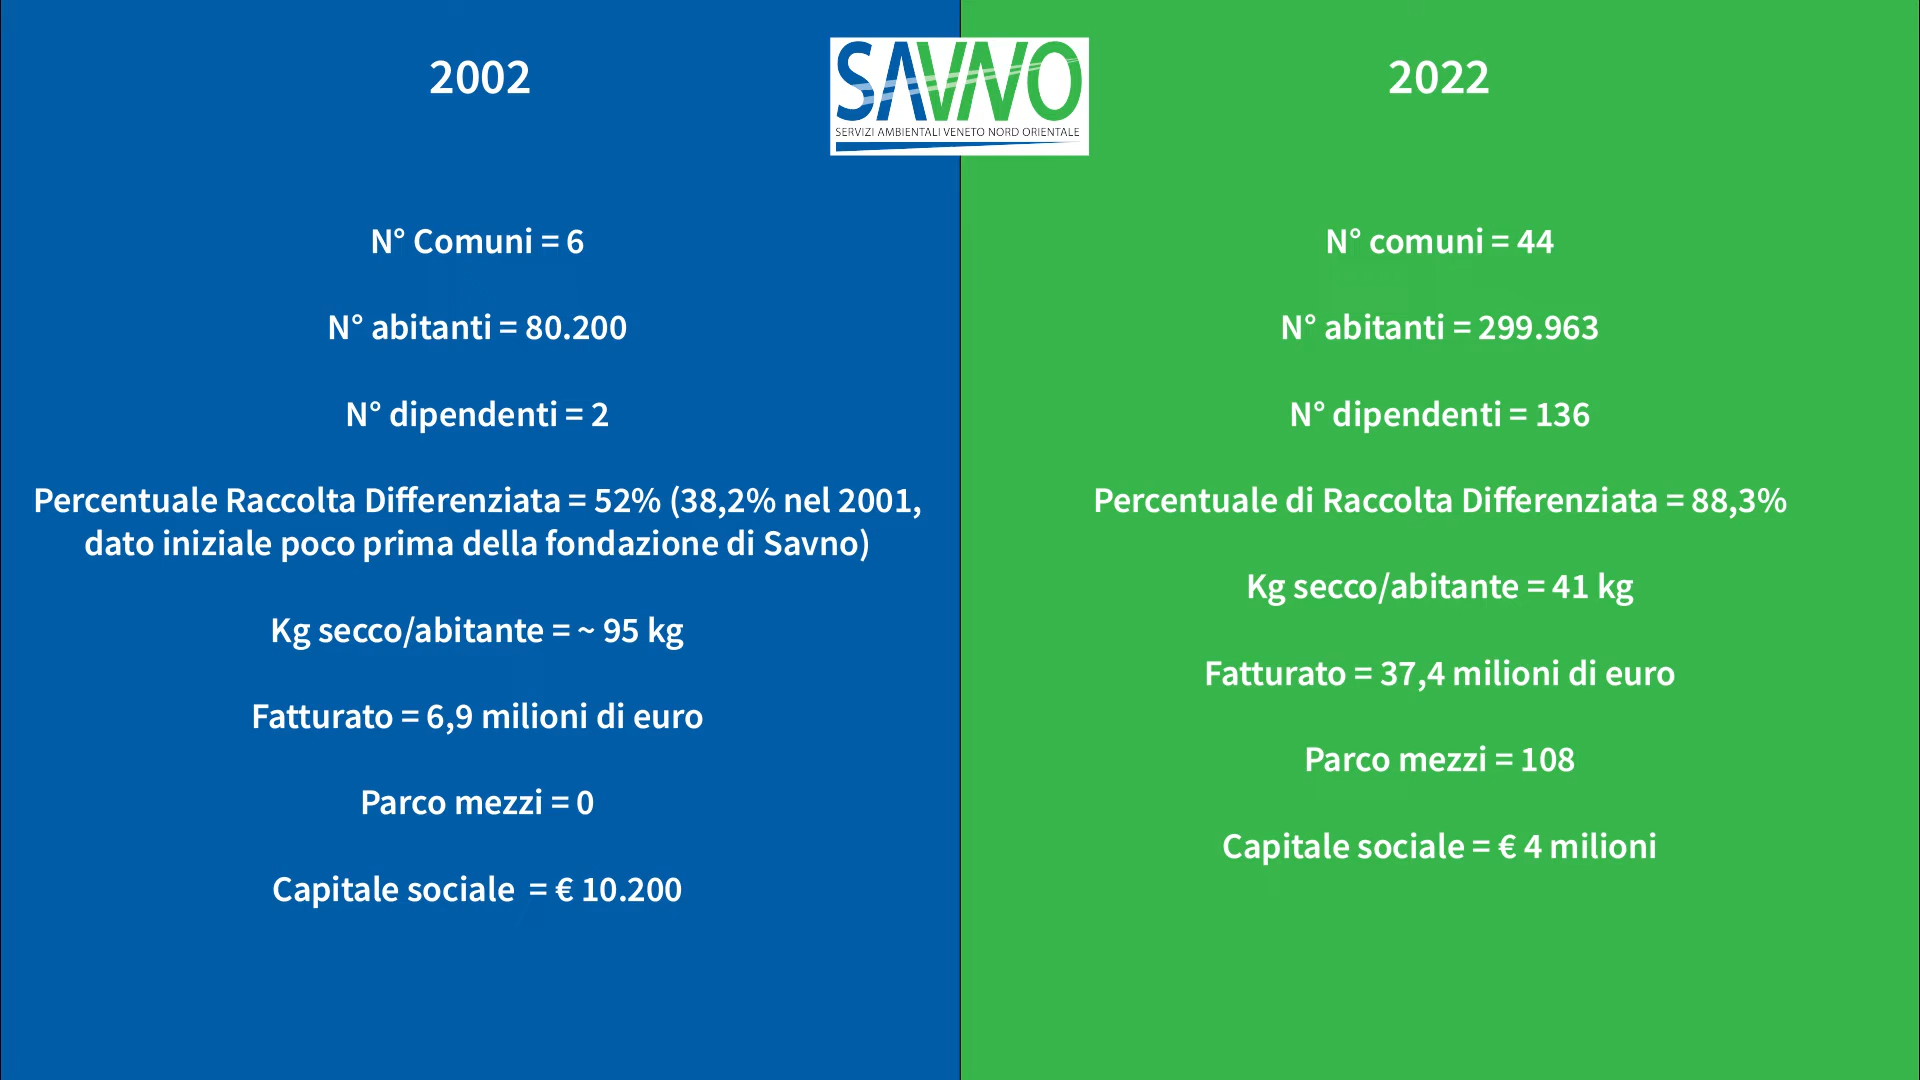 2002
N° Comuni = 6
N° abitanti = 80.200
N° dipendenti = 2
Percentuale Raccolta Differenziata = 52% (38,2% nel 2001,
dato iniziale poco prima della fondazione di Savno)
Kg secco/abitante = ~ 95 kg
Fatturato = 6,9 milioni di euro
Parco mezzi = 0
Capitale sociale  = € 10.200
SAVNO
SERVIZI AMBIENTALI VENETO NORD ORIENTALE
2022
N° comuni = 44
N° abitanti = 299.963
N° dipendenti = 136
Percentuale di Raccolta Differenziata = 88,3%
Kg secco/abitante = 41 kg
Fatturato = 37,4 milioni di euro
Parco mezzi = 108
Capitale sociale = € 4 milioni